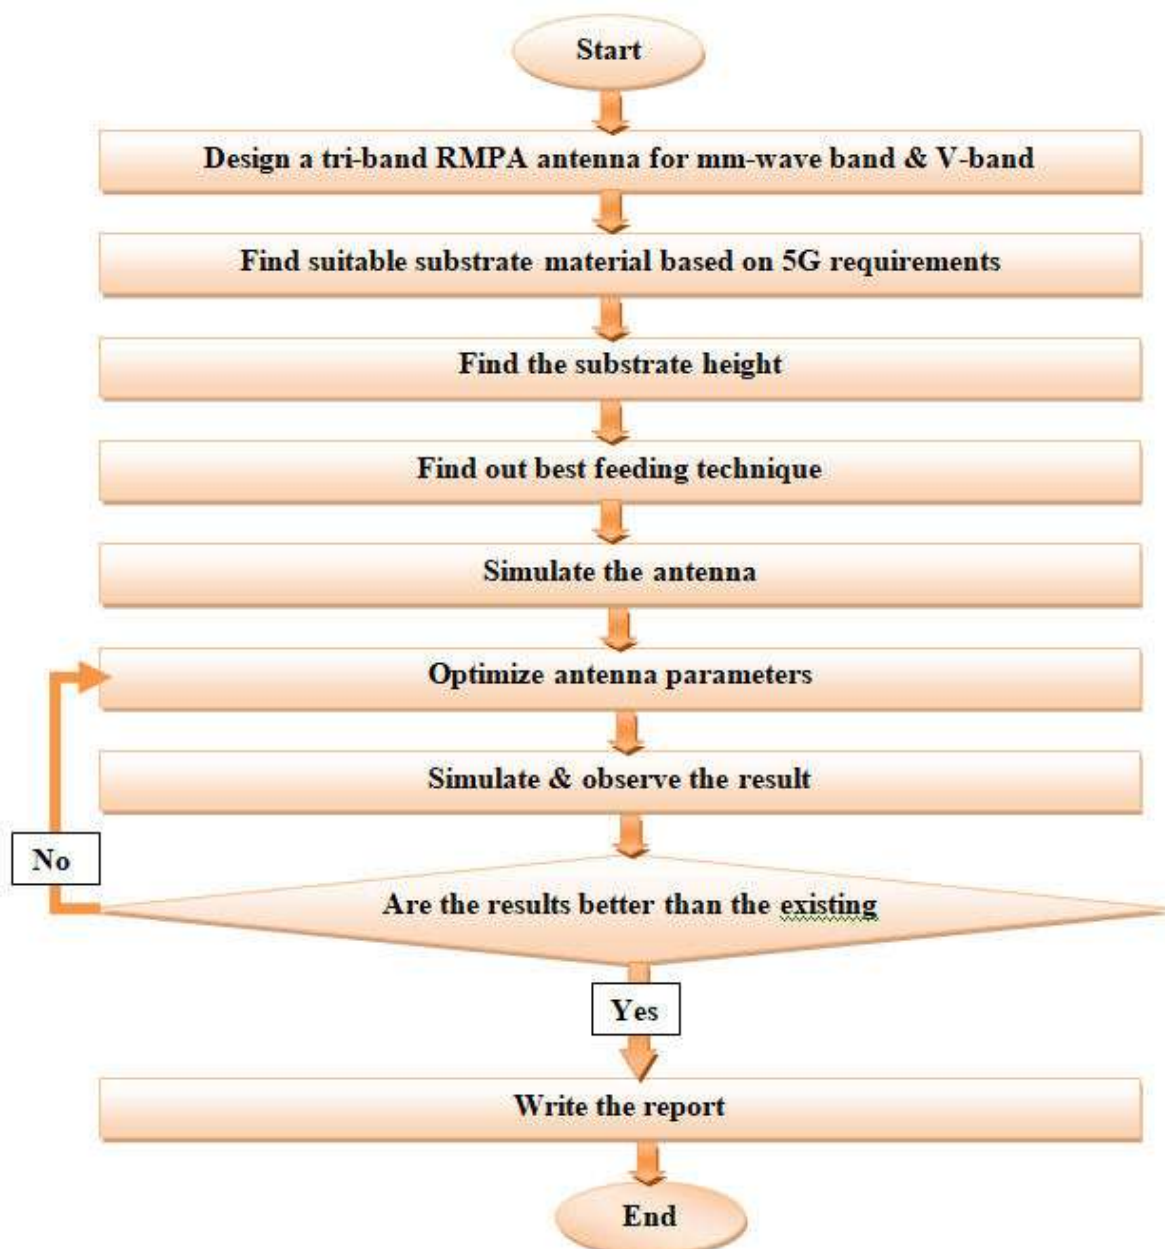 Start
Design a tri-band RMPA antenna for mm-wave band & V-band
Find suitable substrate material based on 5G requirements
Find the substrate height
Find out best feeding technique
Simulate the antenna
Optimize antenna parameters
Simulate & observe the result
No
Are the results better than the existing
Yes
Write the report
End